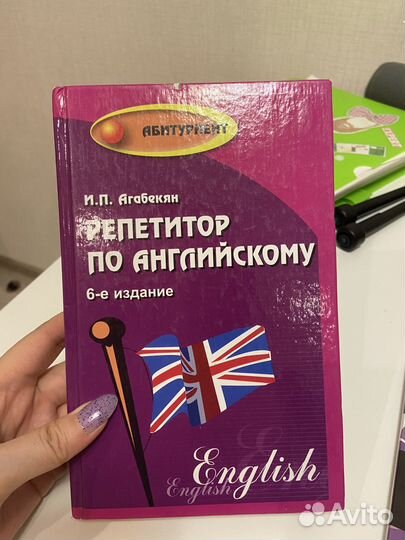 АБИТУРИЕНТ
И.П. Агабекян
РЕПЕТИТОР
ПО АНГЛИЙСКОМУ
6-е издание
English
English
Avito